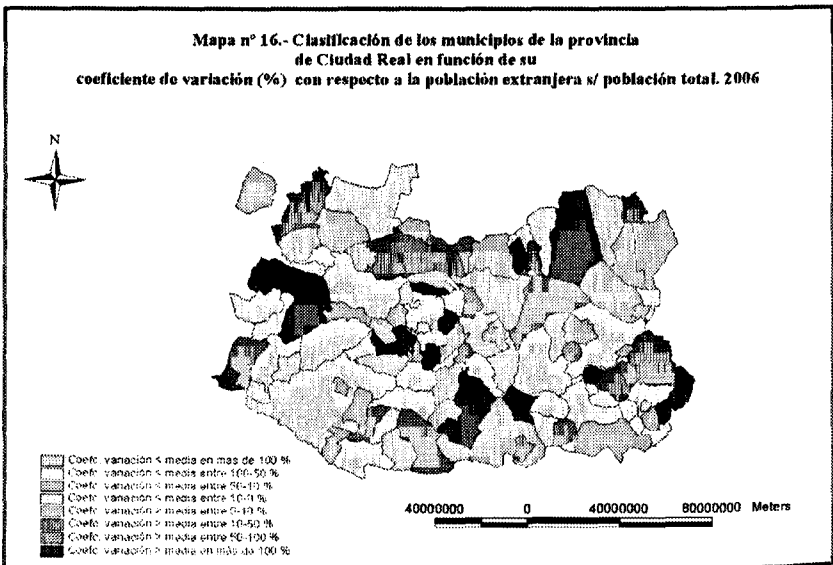 Mapa nº 16.- Clasificación de los municipios de la provincia
de Ciudad Real en función de su
coeficiente de variación (%) con respecto a la población extranjera s/ población total. 2006
N
Coefc. variación < media en mas de 100 %
Coefc. variación < media entre 100-50 %
Coefc. variación < media entre 50-10 %
Coefc. variación < media entre 10-0 %
Coefc. variación > media entre 0-10 %
Coefc. variación > media entre 10-50 %
Coefc. variación > media entre 50-100 %
Coefc. variación > media en más de 100 %
40000000 0 40000000 80000000 Meters